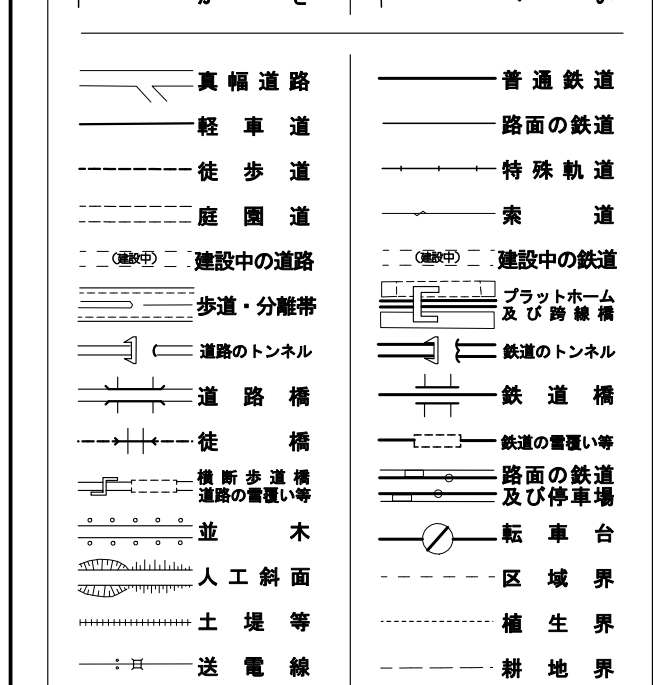 真幅道路
軽車道
徒歩道
庭園道
(建設中) 建設中の道路
歩道・分離帯
道路のトンネル
道路橋
徒橋
横断歩道橋
道路の雪覆い等
並木
人工斜面
土堤等
送電線
普通鉄道
路面の鉄道
特殊軌道
索道
(建設中) 建設中の鉄道
プラットホーム
及び跨線橋
鉄道のトンネル
鉄道橋
鉄道の雪覆い等
路面の鉄道
及び停車場
転車台
区域界
植生界
耕地界